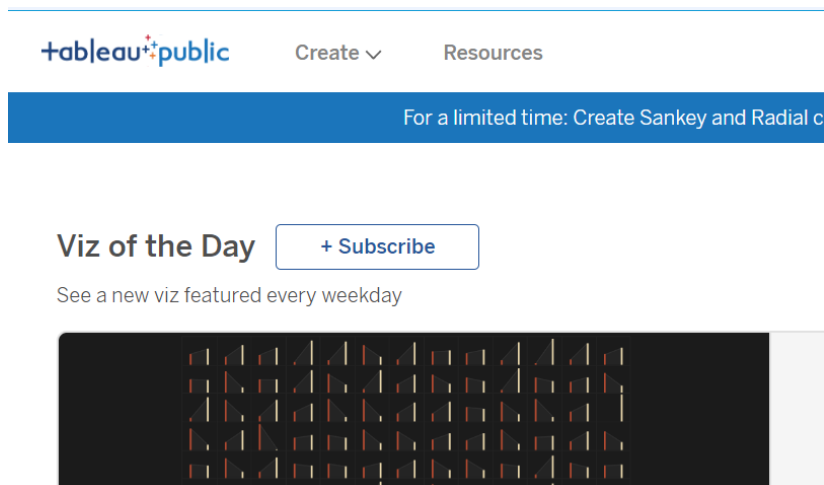 +ableau public
Create
Resources
For a limited time: Create Sankey and Radial c
Viz of the Day
+ Subscribe
See a new viz featured every weekday